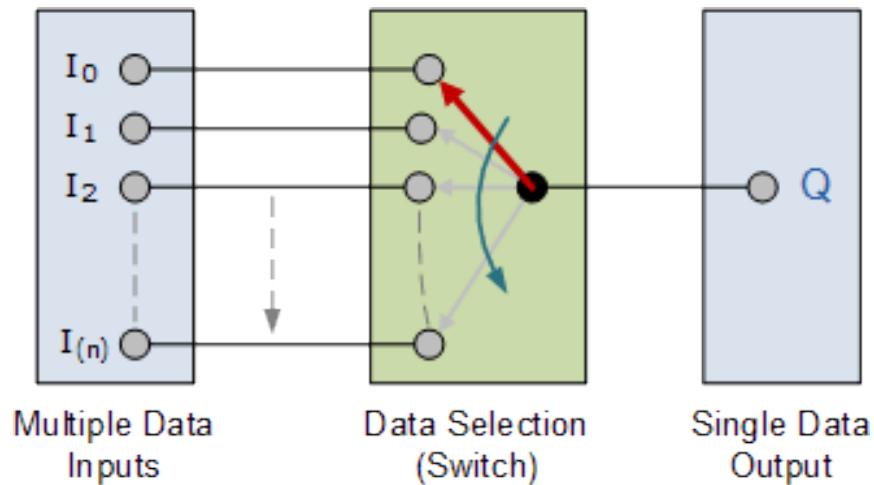 I₀
I₁
I₂
I₍ₙ₎
Q
Multiple Data
Inputs
Data Selection
(Switch)
Single Data
Output